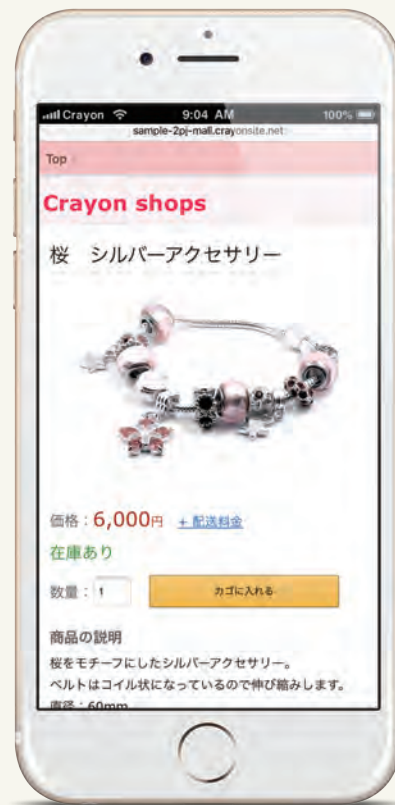 Crayon 9:04 AM 100%
sample-2pj-mall.crayonsite.net
Top
Crayon shops
桜 シルバーアクセサリー
価格：6,000円 + 配送料金
在庫あり
数量： 1 カゴに入れる
商品の説明
桜をモチーフにしたシルバーアクセサリー。
ベルトはコイル状になっているので伸び縮みします。
直径：60mm